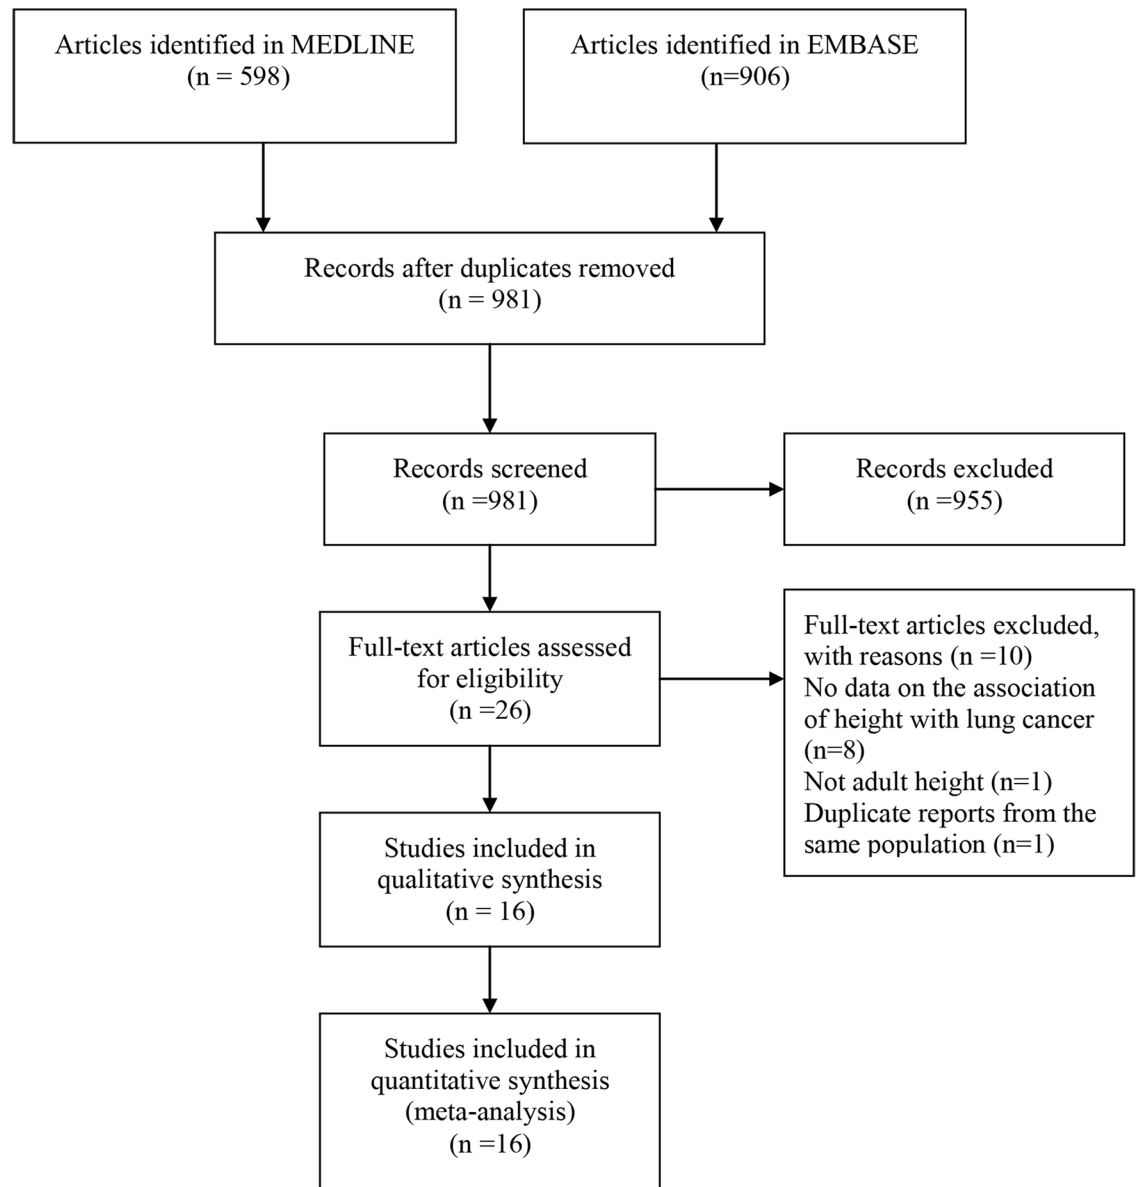 Articles identified in MEDLINE
(n = 598)
Articles identified in EMBASE
(n=906)
Records after duplicates removed
(n = 981)
Records screened
(n =981)
Records excluded
(n =955)
Full-text articles assessed
for eligibility
(n =26)
Full-text articles excluded,
with reasons (n =10)
No data on the association
of height with lung cancer
(n=8)
Not adult height (n=1)
Duplicate reports from the
same population (n=1)
Studies included in
qualitative synthesis
(n = 16)
Studies included in
quantitative synthesis
(meta-analysis)
(n =16)